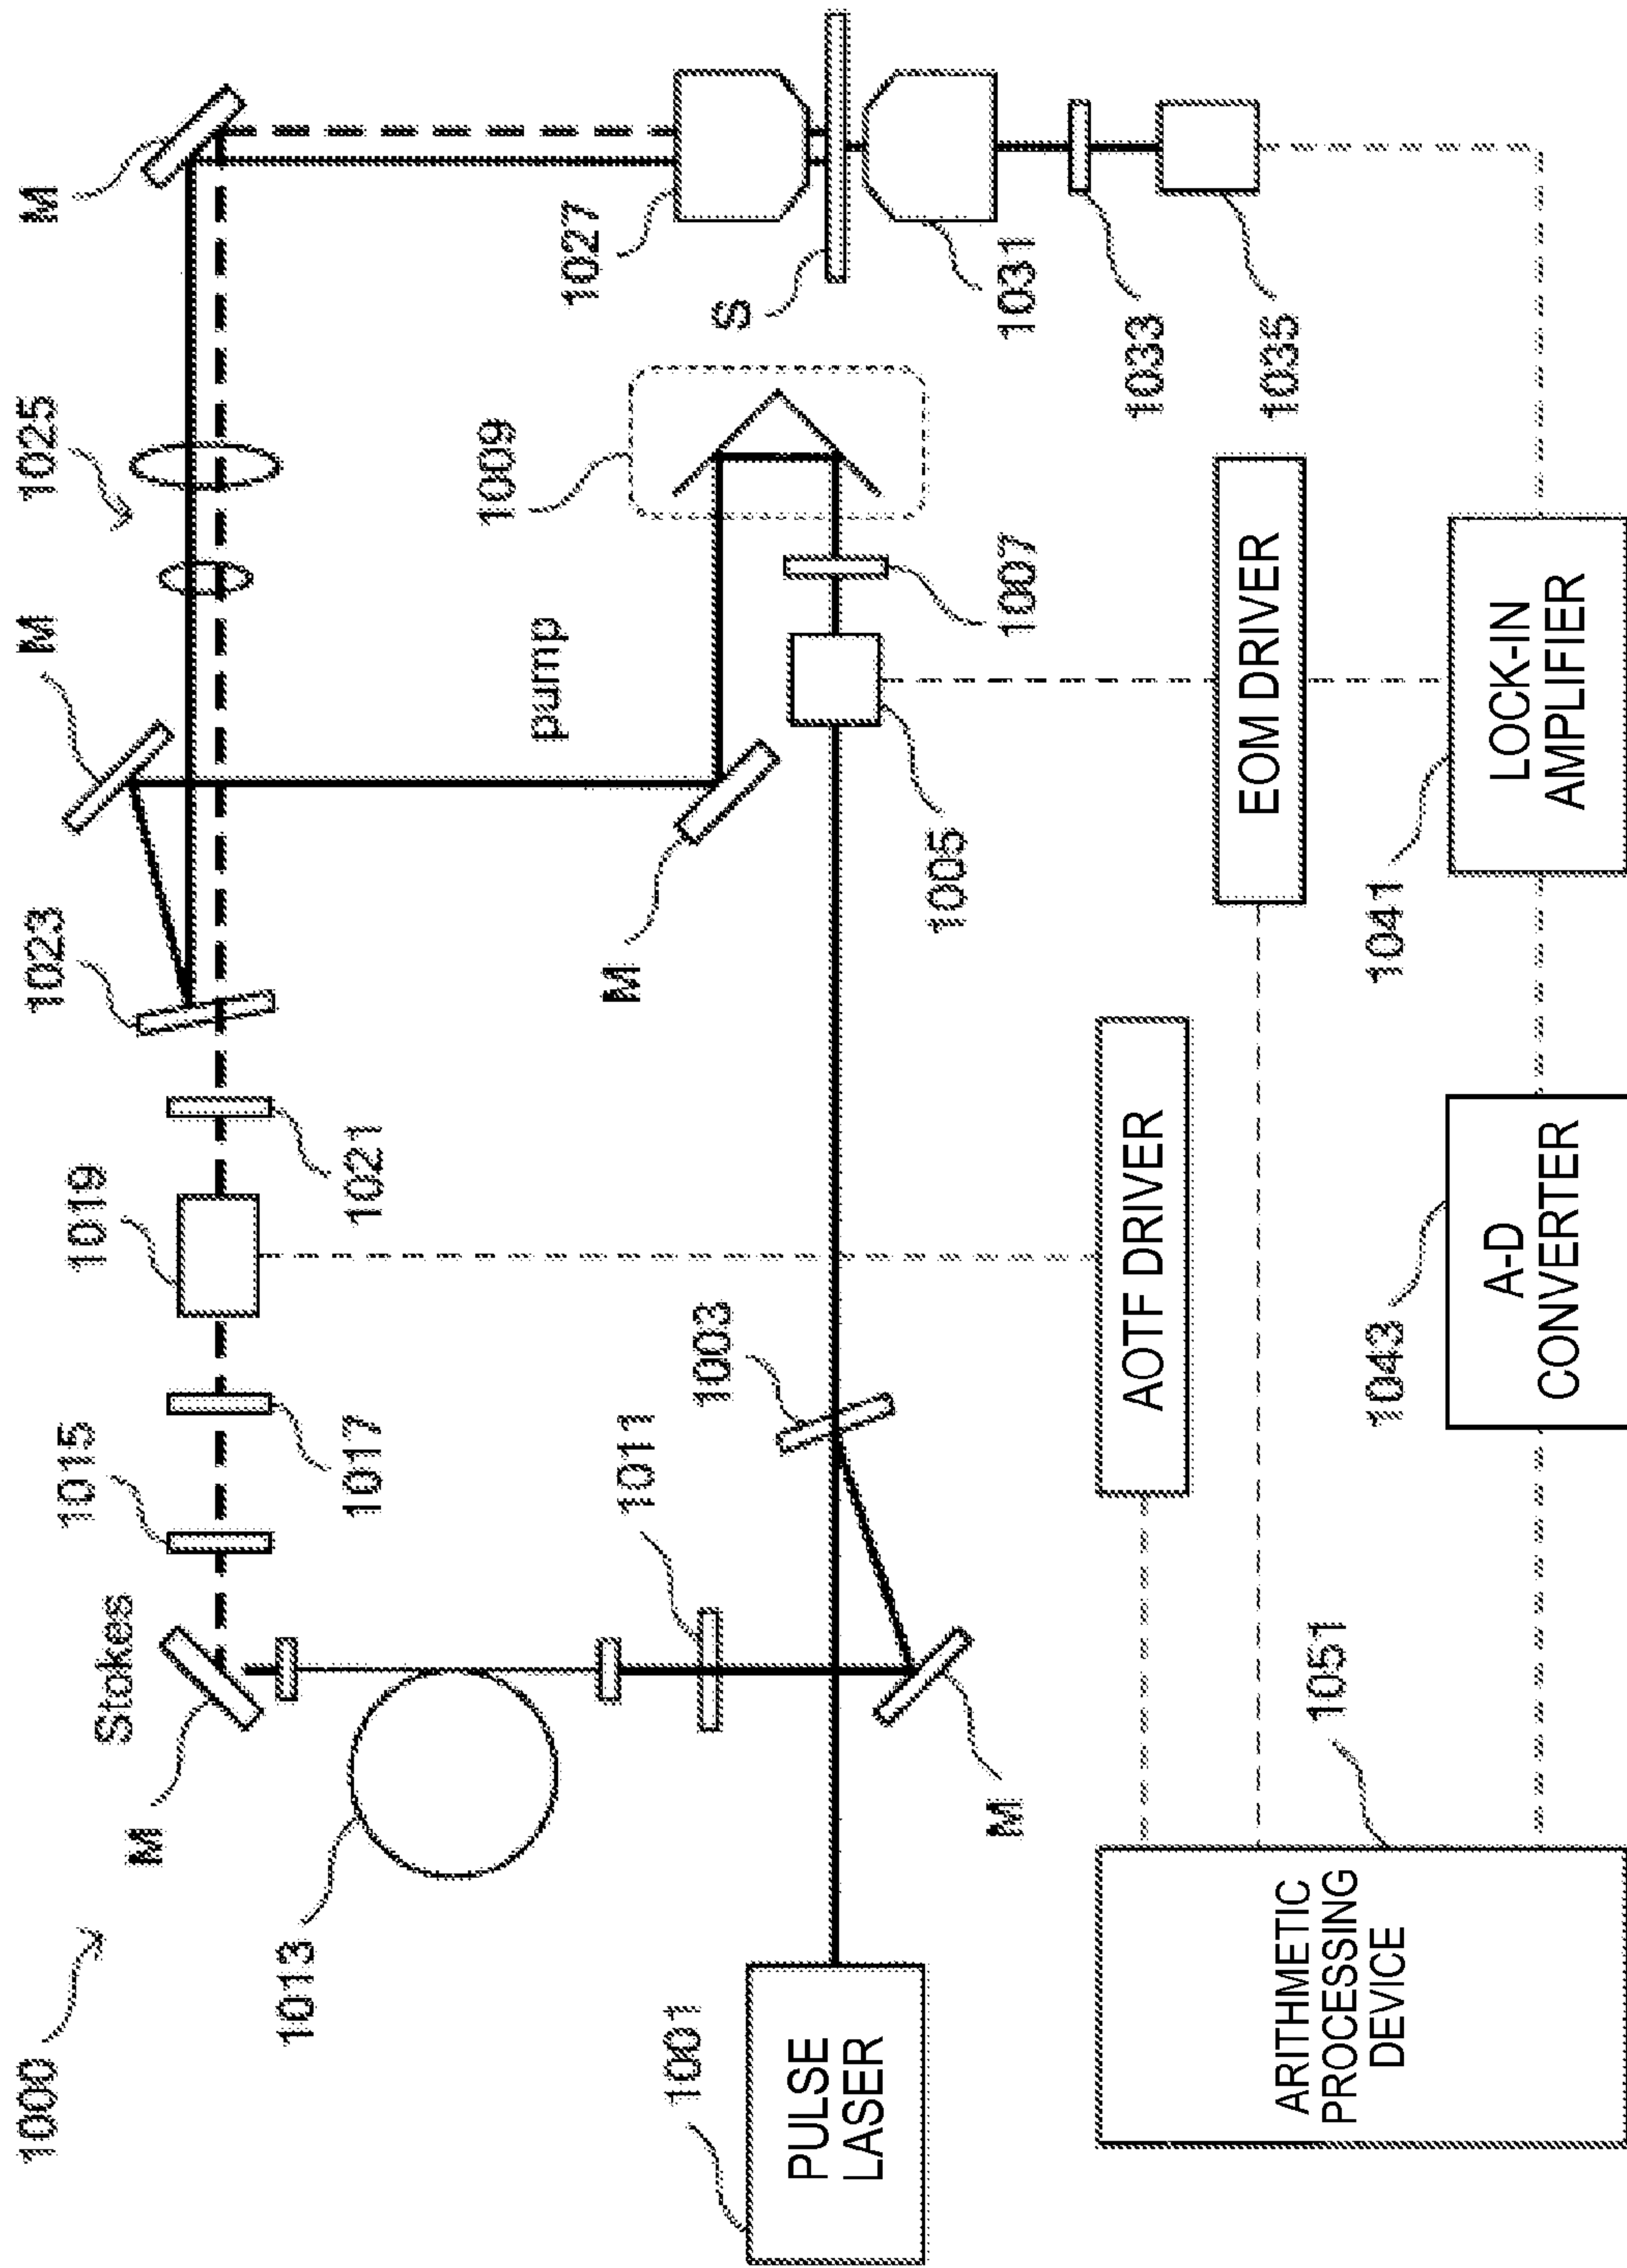 1000
Stokes
M
1015
1017
1019
1021
1023
M
1025
M
1013
1011
1003
M
M
pump
1009
1007
1005
1027
S
1031
1033
1035
1001
PULSE
LASER
M
AOTF DRIVER
EOM DRIVER
1051
ARITHMETIC
PROCESSING
DEVICE
1043
A-D
CONVERTER
1041
LOCK-IN
AMPLIFIER